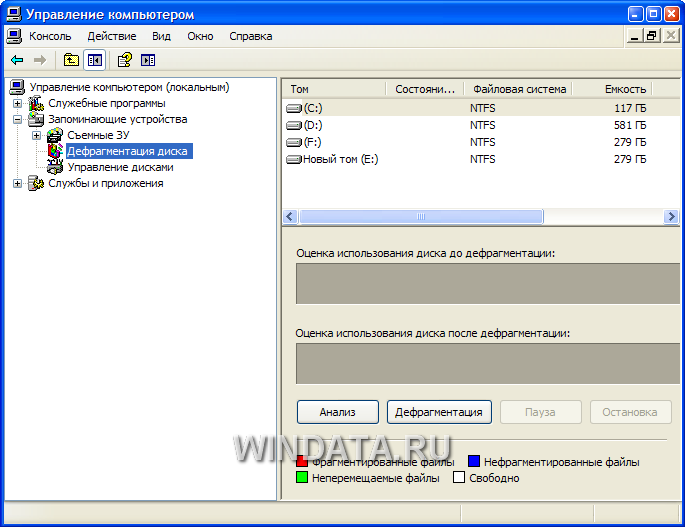 Управление компьютером
Консоль Действие Вид Окно Справка
Управление компьютером (локальным)
Служебные программы
Запоминающие устройства
Съемные ЗУ
Дефрагментация диска
Управление дисками
Службы и приложения
Том Состояни... Файловая система Емкость
(C:) NTFS 117 ГБ
(D:) NTFS 581 ГБ
(F:) NTFS 279 ГБ
Новый том (E:) NTFS 279 ГБ
Оценка использования диска до дефрагментации:
Оценка использования диска после дефрагментации:
Анализ Дефрагментация Пауза Остановка
WINDATA.RU
Фрагментированные файлы Нефрагментированные файлы
Неперемещаемые файлы Свободно